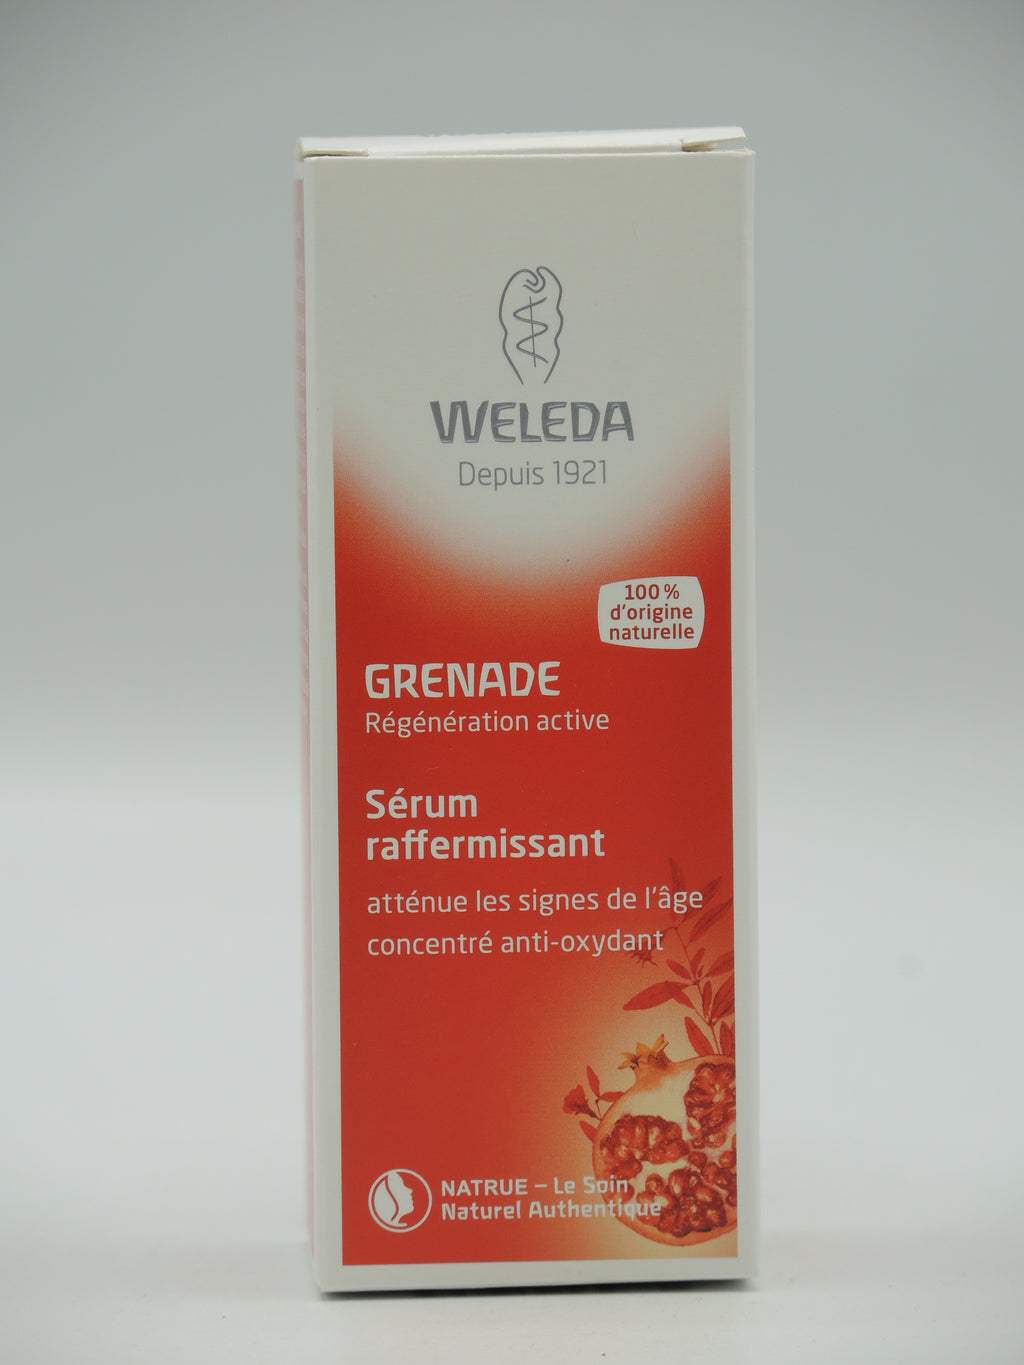 WELEDA
Depuis 1921
100 %
d'origine
naturelle
GRENADE
Régénération active
Sérum
raffermissant
atténue les signes de l'âge
concentré anti-oxydant
NATRUE – Le Soin
Naturel Authentique